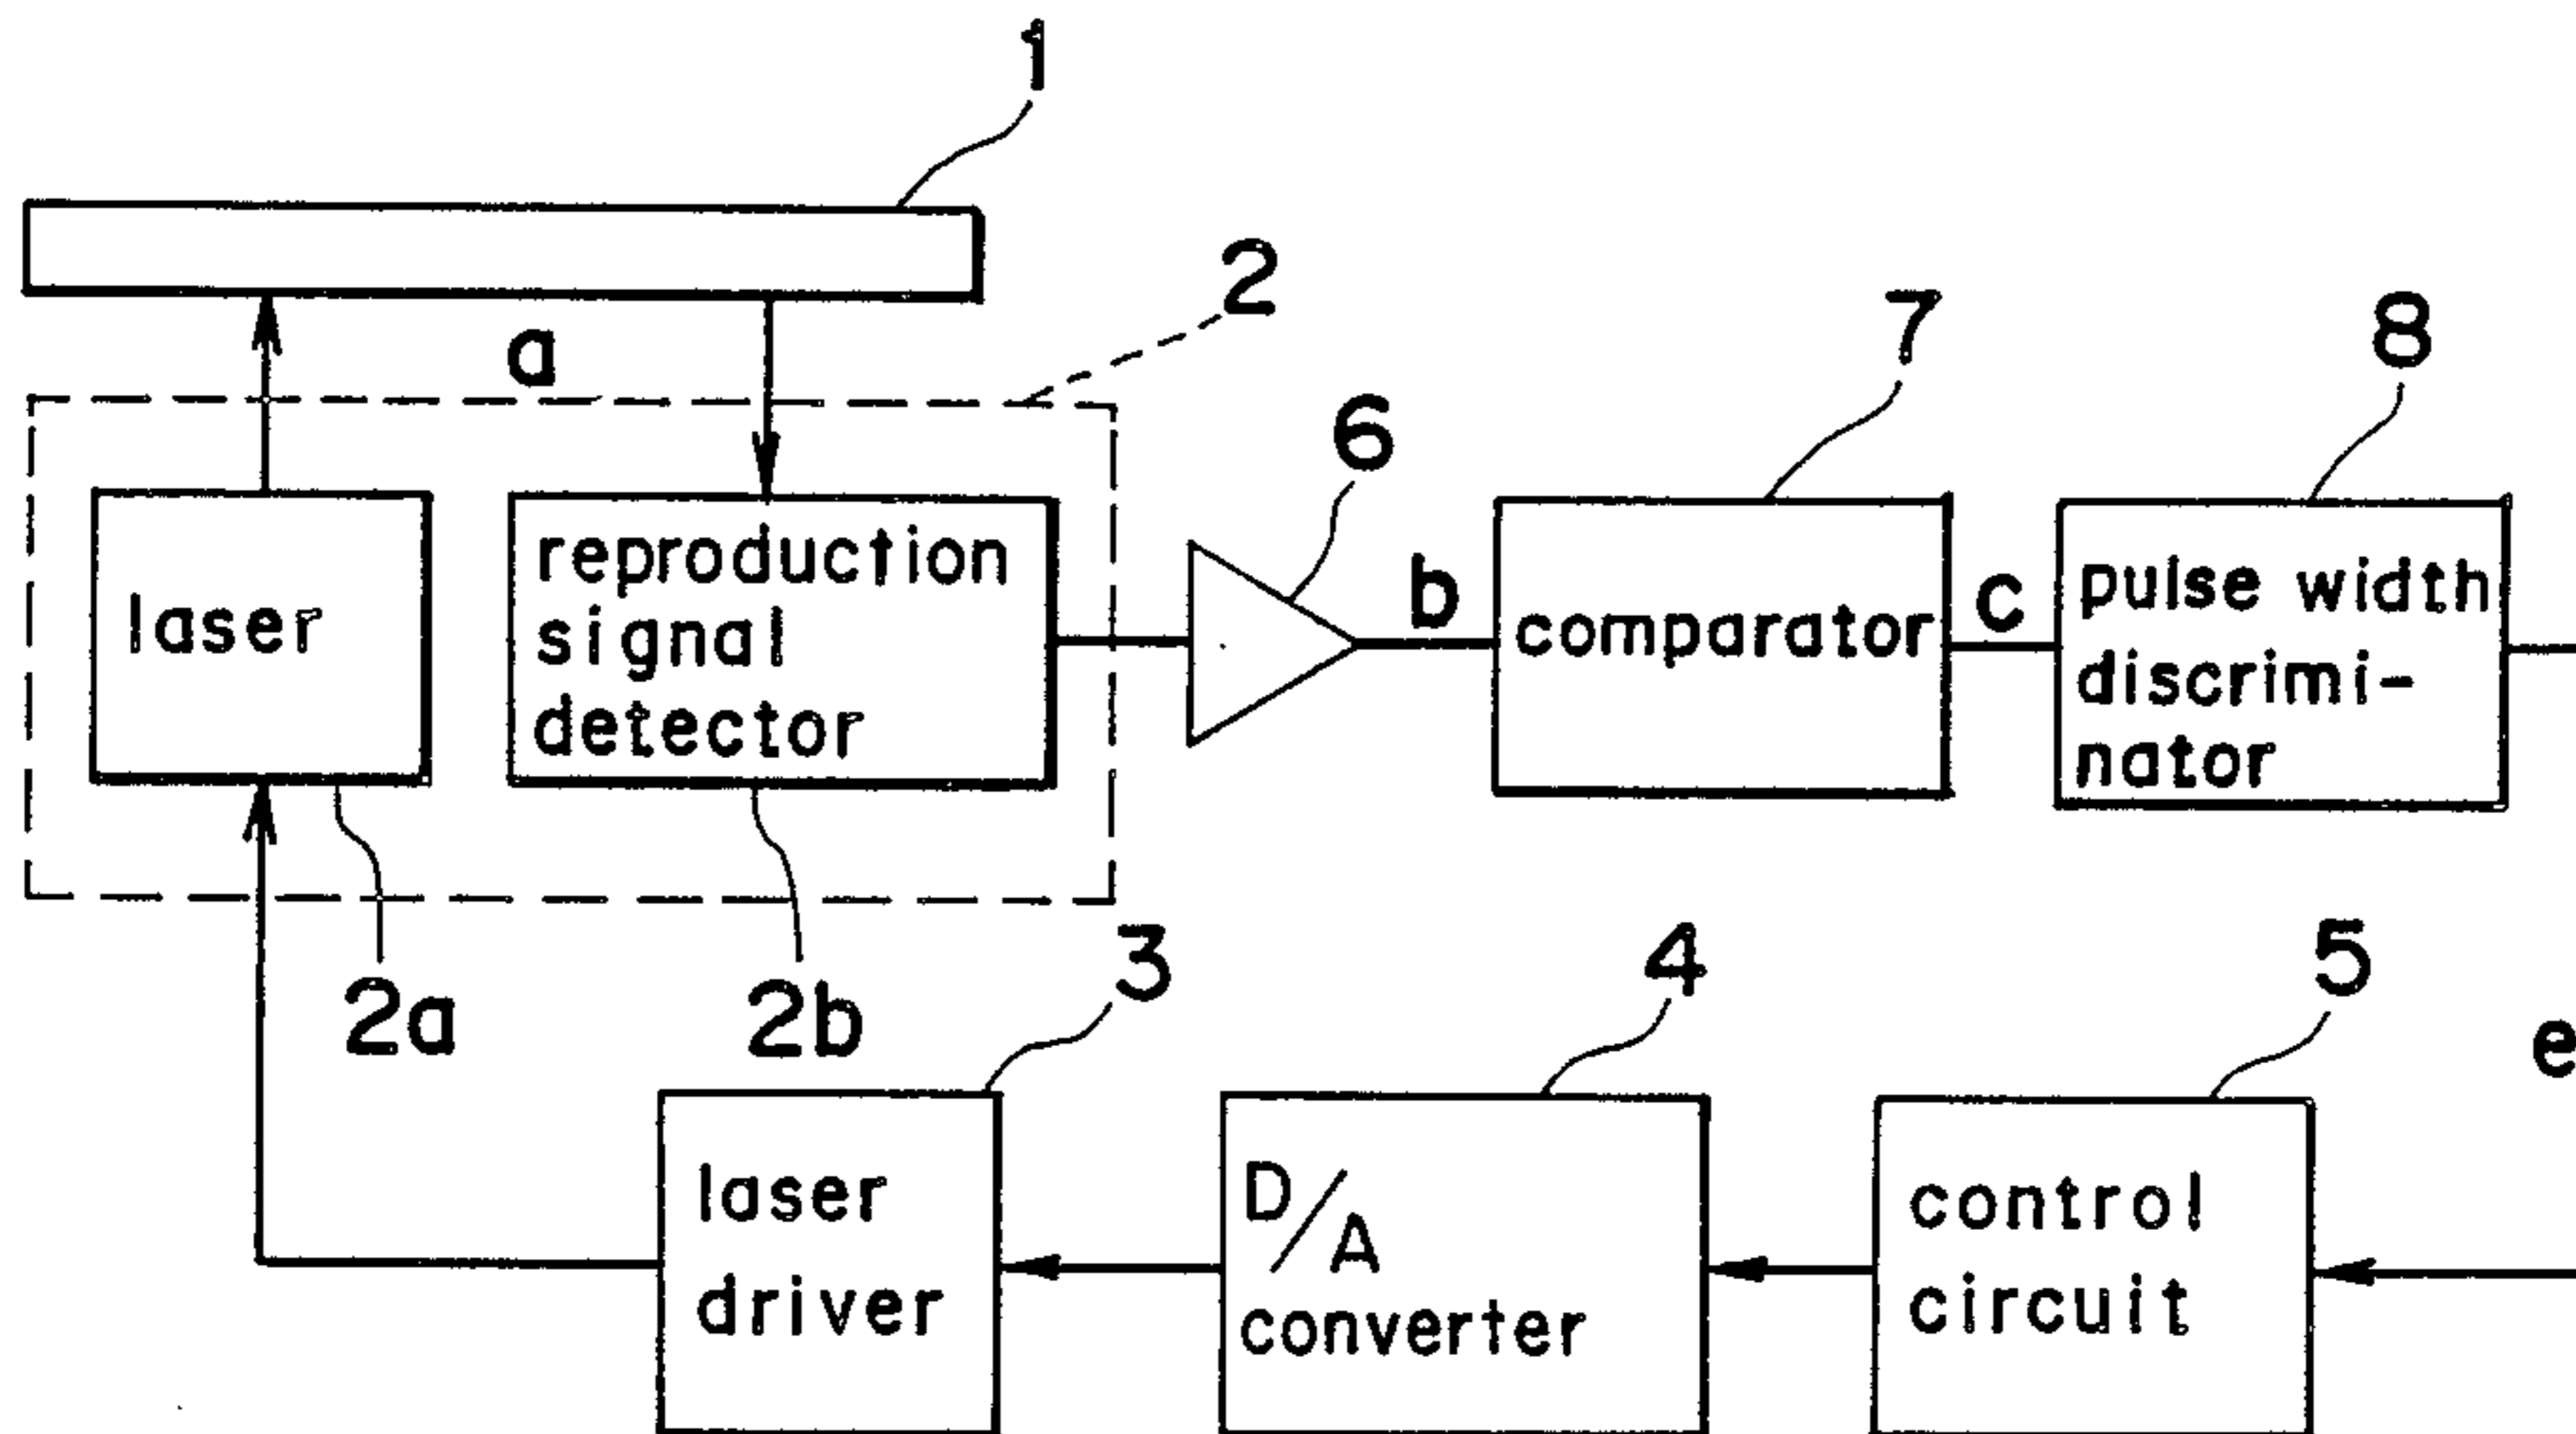 1
2
a
7
8
6
laser
reproduction
signal
detector
b
comparator
c
pulse width
discrimi-
nator
2a
2b
3
4
5
e
laser
driver
D/A
converter
control
circuit